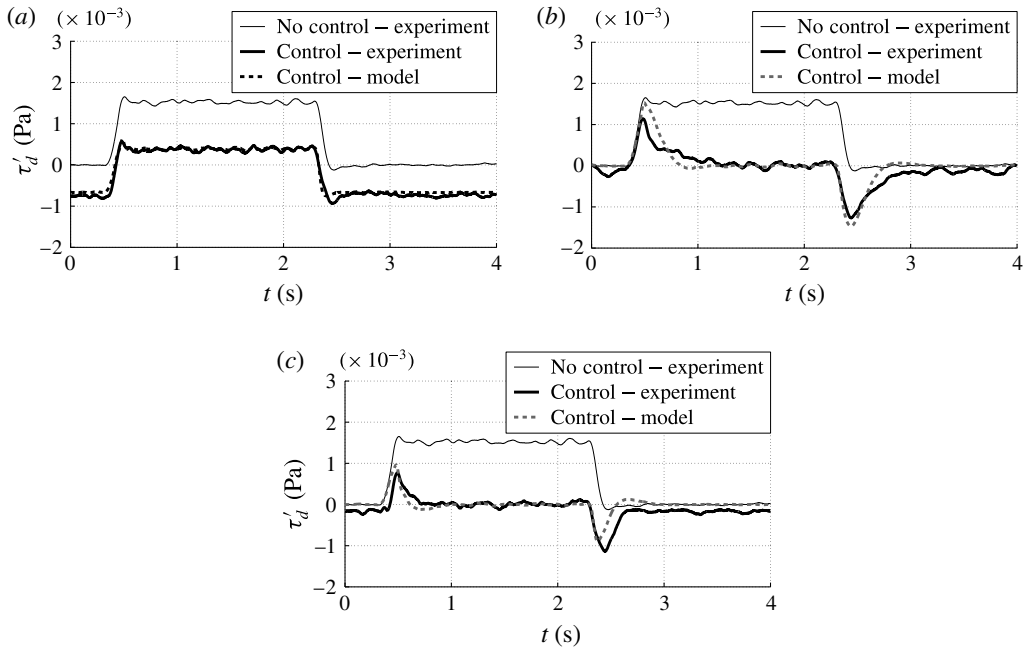 (a) (× 10⁻³)
No control – experiment
Control – experiment
Control – model
3
2
1
0
−1
−2
τ′d (Pa)
0 1 2 3 4
t (s)
(b) (× 10⁻³)
No control – experiment
Control – experiment
Control – model
3
2
1
0
−1
−2
0 1 2 3 4
t (s)
(c) (× 10⁻³)
No control – experiment
Control – experiment
Control – model
3
2
1
0
−1
−2
τ′d (Pa)
0 1 2 3 4
t (s)